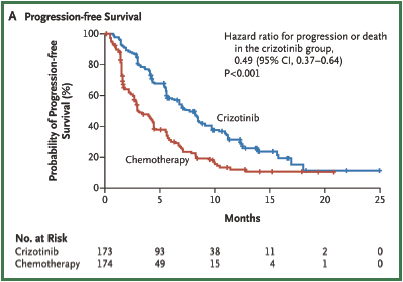 A Progression-free Survival
Hazard ratio for progression or death
in the crizotinib group,
0.49 (95% CI, 0.37–0.64)
P<0.001
Probability of Progression-free
Survival (%)
100
80
60
40
20
0
Crizotinib
Chemotherapy
0 5 10 15 20 25
Months
No. at Risk
Crizotinib 173 93 38 11 2 0
Chemotherapy 174 49 15 4 1 0